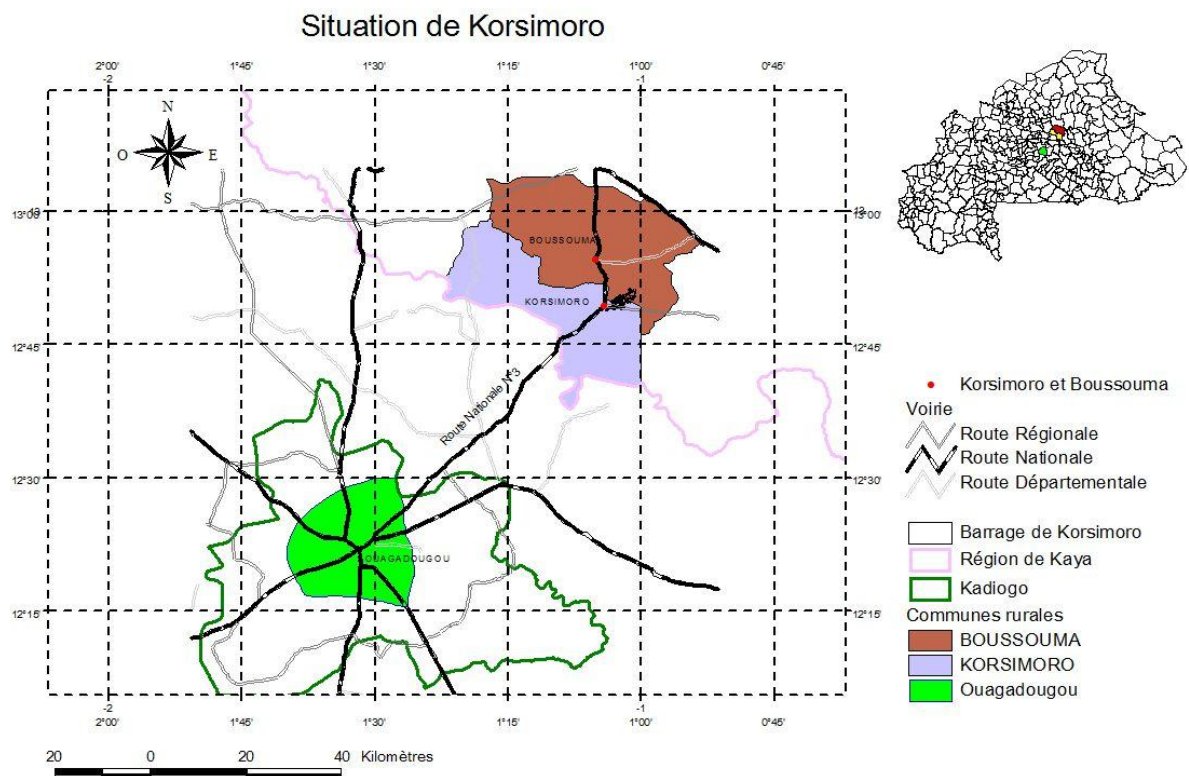 Situation de Korsimoro
2°00'
-2
1°45'
1°30'
1°15'
1°00'
-1
0°45'
N
O
E
S
13°00'
13°00'
BOUSSOUMA
KORSIMORO
12°45'
12°45'
Route Nationale N°3
12°30'
12°30'
OUAGADOUGOU
12°15'
12°15'
-2
2°00'
1°45'
1°30'
1°15'
-1
1°00'
0°45'
20 0 20 40 Kilomètres
Korsimoro et Boussouma
Voirie
Route Régionale
Route Nationale
Route Départementale
Barrage de Korsimoro
Région de Kaya
Kadiogo
Communes rurales
BOUSSOUMA
KORSIMORO
Ouagadougou